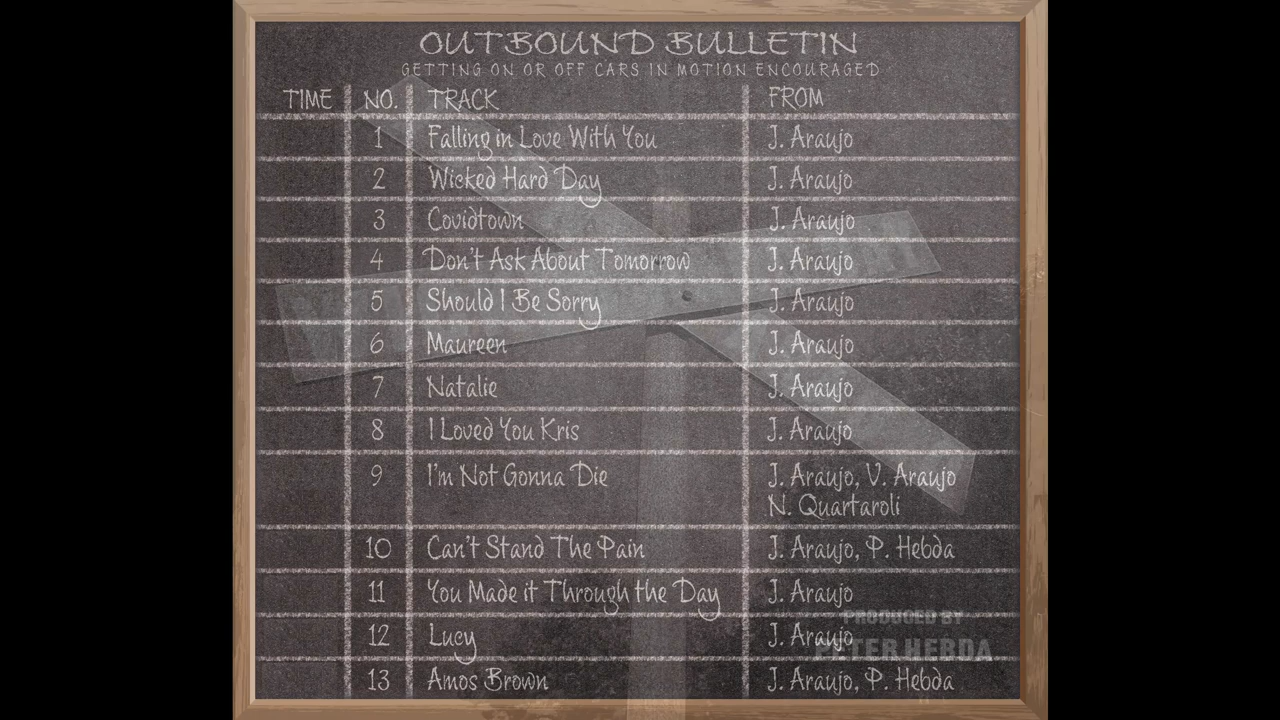 OUTBOUND BULLETIN
GETTING ON OR OFF CARS IN MOTION ENCOURAGED
TIME NO. TRACK FROM
1 Falling in Love With You J. Araujo
2 Wicked Hard Day J. Araujo
3 Covidtown J. Araujo
4 Don't Ask About Tomorrow J. Araujo
5 Should I Be Sorry J. Araujo
6 Maureen J. Araujo
7 Natalie J. Araujo
8 I Loved You Kris J. Araujo
9 I'm Not Gonna Die J. Araujo, V. Araujo
N. Quartaroli
10 Can't Stand The Pain J. Araujo, P. Hebda
11 You Made it Through the Day J. Araujo
PRODUCED BY
12 Lucy J. Araujo
PETER HEBDA
13 Amos Brown J. Araujo, P. Hebda